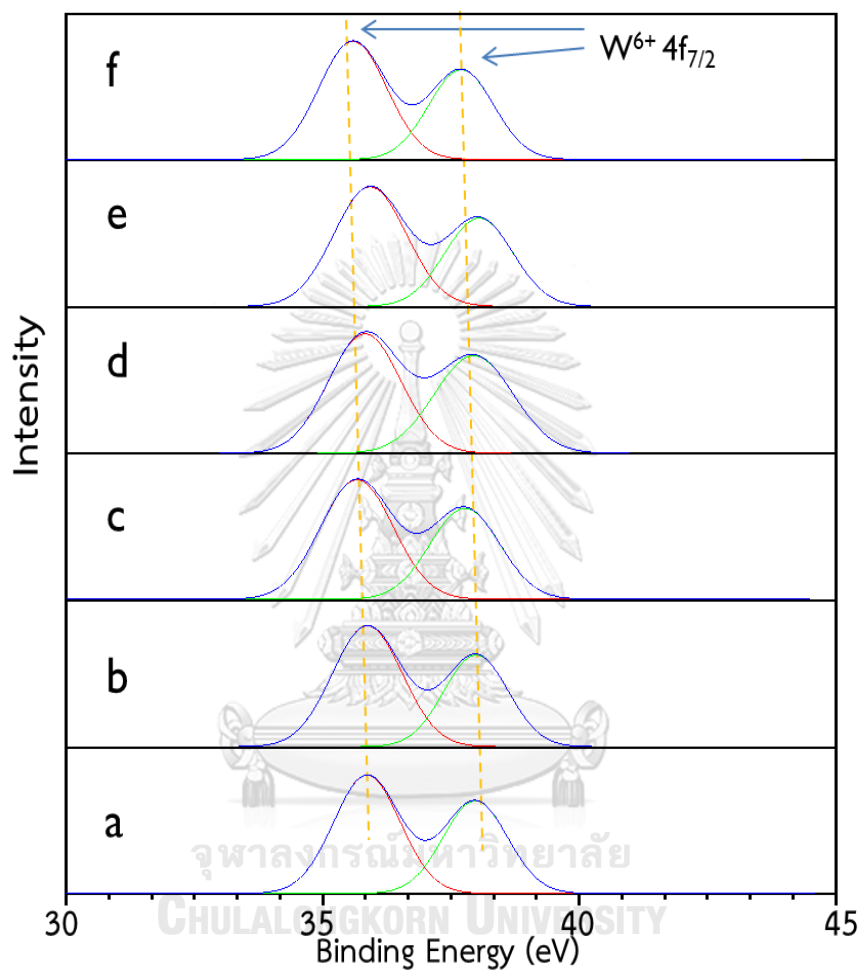 W⁶⁺ 4f₇/₂
f
e
d
c
b
a
Intensity
จุฬาลงกรณ์มหาวิทยาลัย
CHULALONGKORN UNIVERSITY
30 35 40 45
Binding Energy (eV)